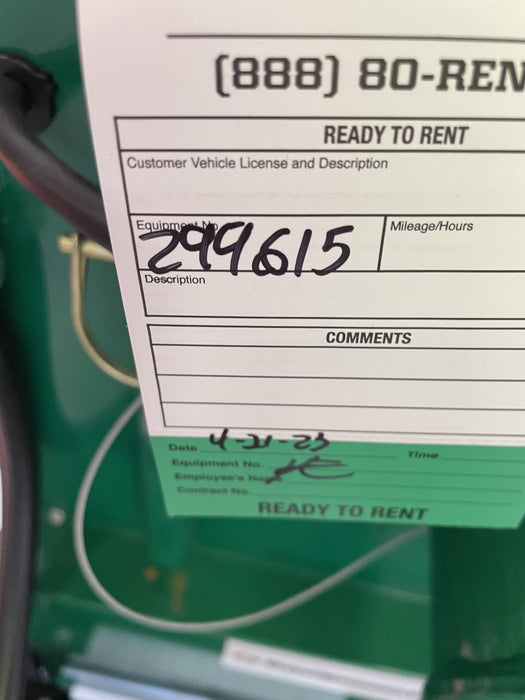 (888) 80-REN
READY TO RENT
Customer Vehicle License and Description
Equipment No.
Mileage/Hours
299615
Description
COMMENTS
Date 4-21-23 Time
Equipment No.
Employee's Name
Contract No.
READY TO RENT